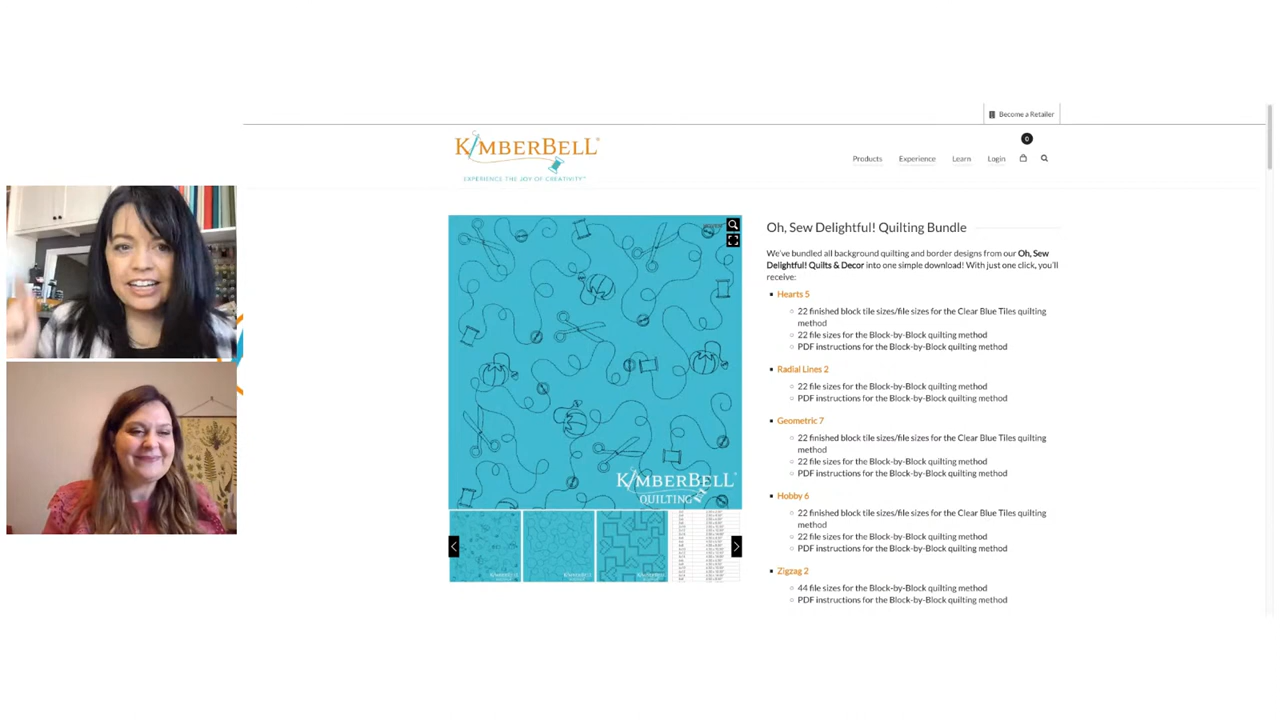 Become a Retailer
0
KIMBERBELL®
EXPERIENCE THE JOY OF CREATIVITY™
Products Experience Learn Login
Oh, Sew Delightful! Quilting Bundle
We've bundled all background quilting and border designs from our Oh, Sew
Delightful! Quilts & Decor into one simple download! With just one click, you'll
receive:
Hearts 5
22 finished block tile sizes/file sizes for the Clear Blue Tiles quilting
method
22 file sizes for the Block-by-Block quilting method
PDF instructions for the Block-by-Block quilting method
Radial Lines 2
22 file sizes for the Block-by-Block quilting method
PDF instructions for the Block-by-Block quilting method
Geometric 7
22 finished block tile sizes/file sizes for the Clear Blue Tiles quilting
method
22 file sizes for the Block-by-Block quilting method
PDF instructions for the Block-by-Block quilting method
Hobby 6
22 finished block tile sizes/file sizes for the Clear Blue Tiles quilting
method
22 file sizes for the Block-by-Block quilting method
PDF instructions for the Block-by-Block quilting method
Zigzag 2
44 file sizes for the Block-by-Block quilting method
PDF instructions for the Block-by-Block quilting method
KIMBERBELL®
QUILTING
KIMBERBELL
KIMBERBELL
KIMBERBELL